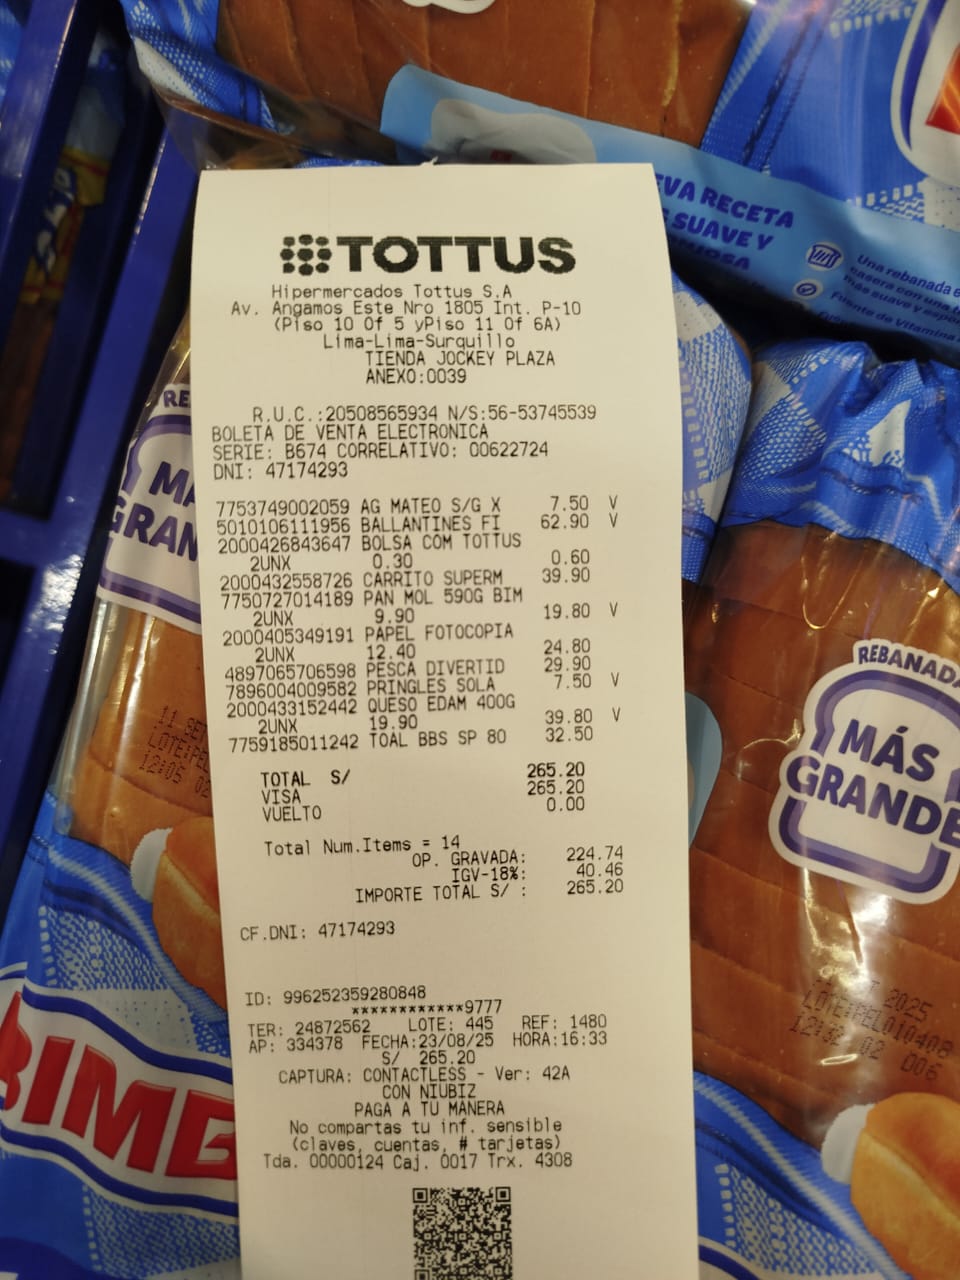 EVA RECETA
SUAVE Y
Una rebanada
más suave y
Fuente de Vitamina
TOTTUS
Hipermercados Tottus S.A
Av. Angamos Este Nro 1805 Int. P-10
(Piso 10 Of 5 yPiso 11 Of 6A)
Lima-Lima-Surquillo
TIENDA JOCKEY PLAZA
ANEXO:0039
R.U.C.:20508565934 N/S:56-53745539
BOLETA DE VENTA ELECTRONICA
SERIE: B674 CORRELATIVO: 00622724
DNI: 47174293
7753749002059 AG MATEO S/G X 7.50 V
5010106111956 BALLANTINES FI 62.90 V
2000426843647 BOLSA COM TOTTUS
2UNX 0.30 0.60
2000432558726 CARRITO SUPERM 39.90
7750727014189 PAN MOL 590G BIM
2UNX 9.90 19.80 V
2000405349191 PAPEL FOTOCOPIA
2UNX 12.40 24.80
4897065706598 PESCA DIVERTID 29.90
7896004009582 PRINGLES SOLA 7.50 V
2000433152442 QUESO EDAM 400G
2UNX 19.90 39.80 V
7759185011242 TOAL BBS SP 80 32.50
TOTAL S/ 265.20
VISA 265.20
VUELTO 0.00
Total Num.Items = 14
OP. GRAVADA: 224.74
IGV-18%: 40.46
IMPORTE TOTAL S/ : 265.20
CF.DNI: 47174293
ID: 996252359280848
************9777
TER: 24872562 LOTE: 445 REF: 1480
AP: 334378 FECHA:23/08/25 HORA:16:33
S/ 265.20
CAPTURA: CONTACTLESS - Ver: 42A
CON NIUBIZ
PAGA A TU MANERA
No compartas tu inf. sensible
(claves, cuentas, # tarjetas)
Tda. 00000124 Caj. 0017 Trx. 4308
MÁ
GRAN
11 SET
LOTE:PEL
12:05 02
BIMB
REBANADA
MÁS
GRANDE
2025
LOTE:PEL010408
12:32 02 006